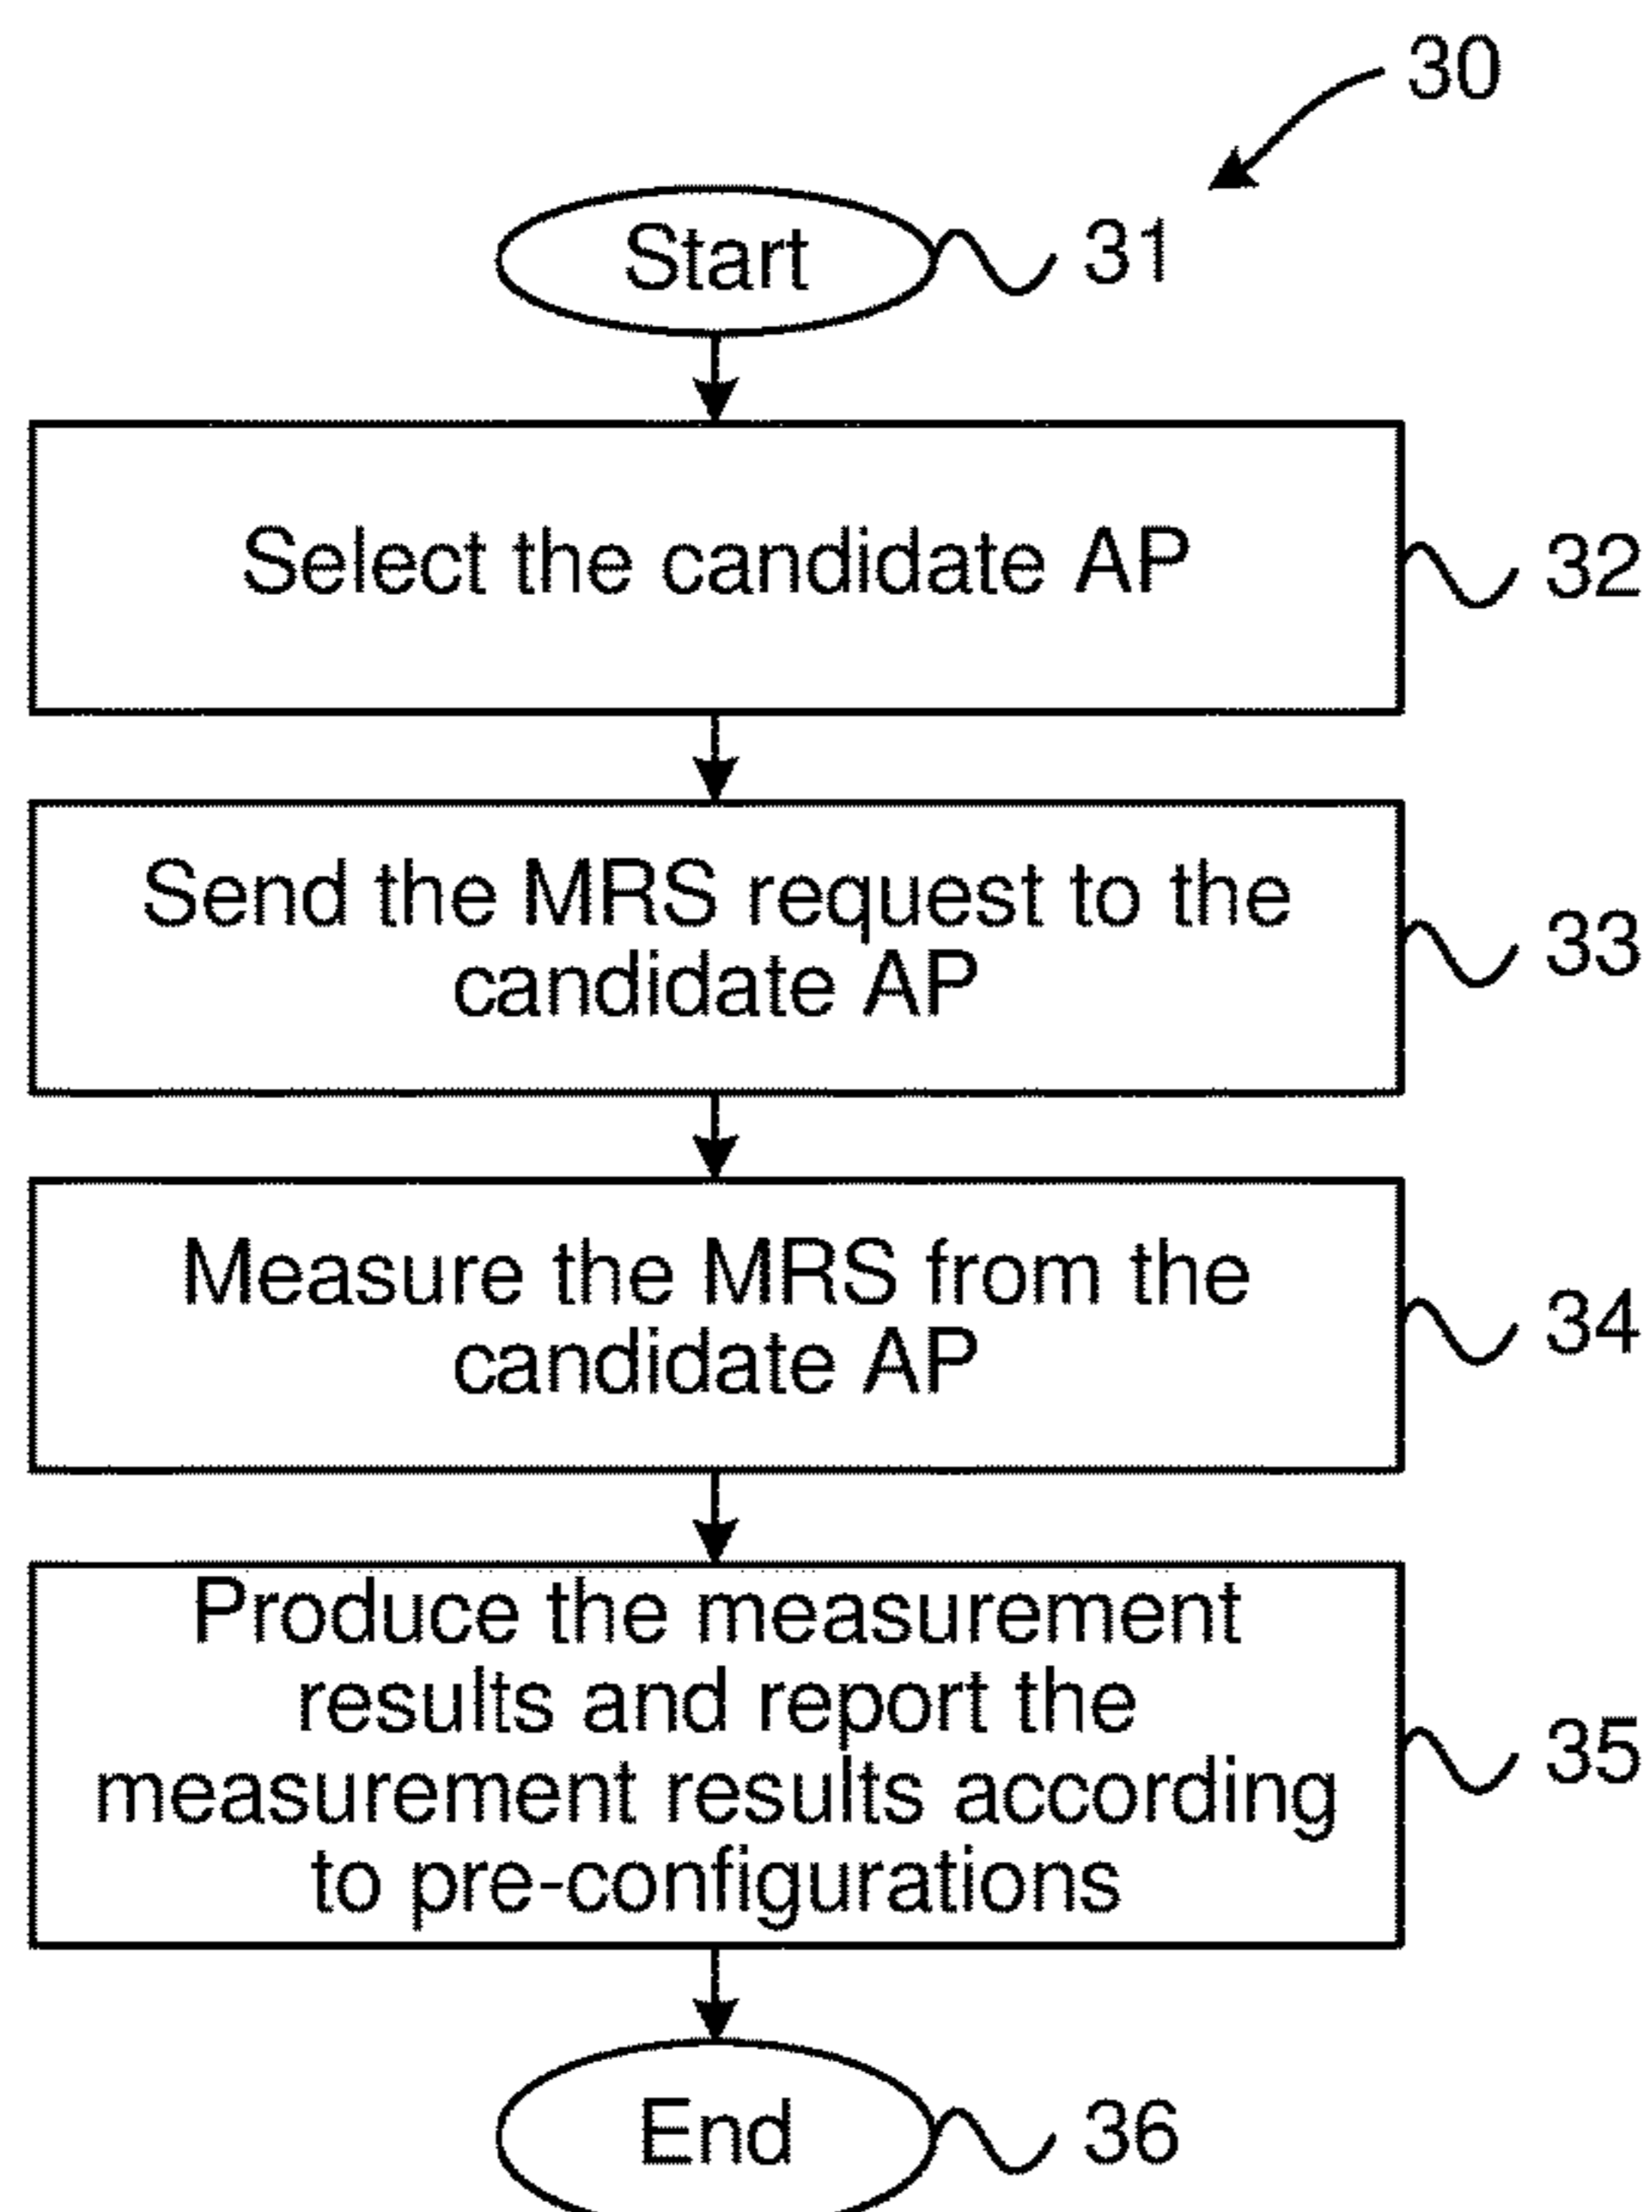 30
Start
31
Select the candidate AP
32
Send the MRS request to the
candidate AP
33
Measure the MRS from the
candidate AP
34
Produce the measurement
results and report the
measurement results according
to pre-configurations
35
End
36